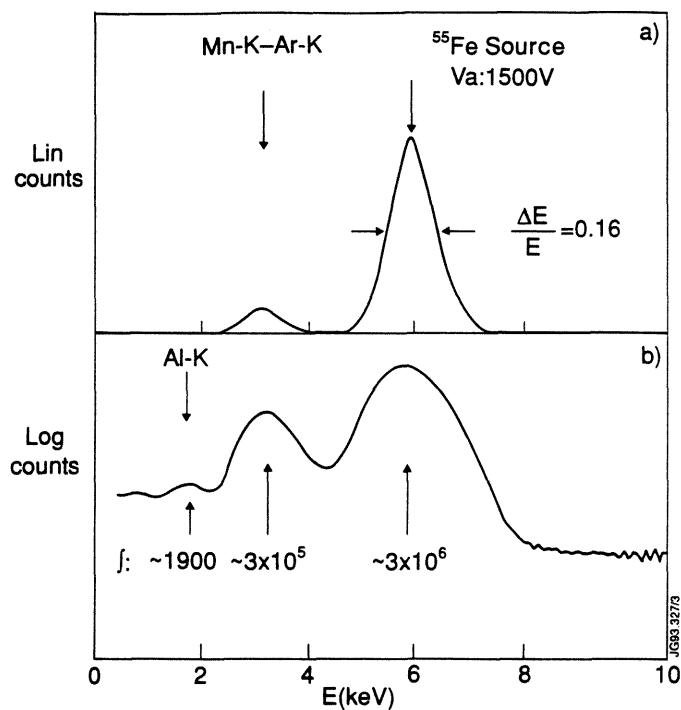 a)
Mn-K–Ar-K
⁵⁵Fe Source
Va:1500V
Lin
counts
ΔE
E
=0.16
b)
Al-K
Log
counts
∫: ~1900 ~3x10⁵ ~3x10⁶
JG93.327/3
0 2 4 6 8 10
E(keV)